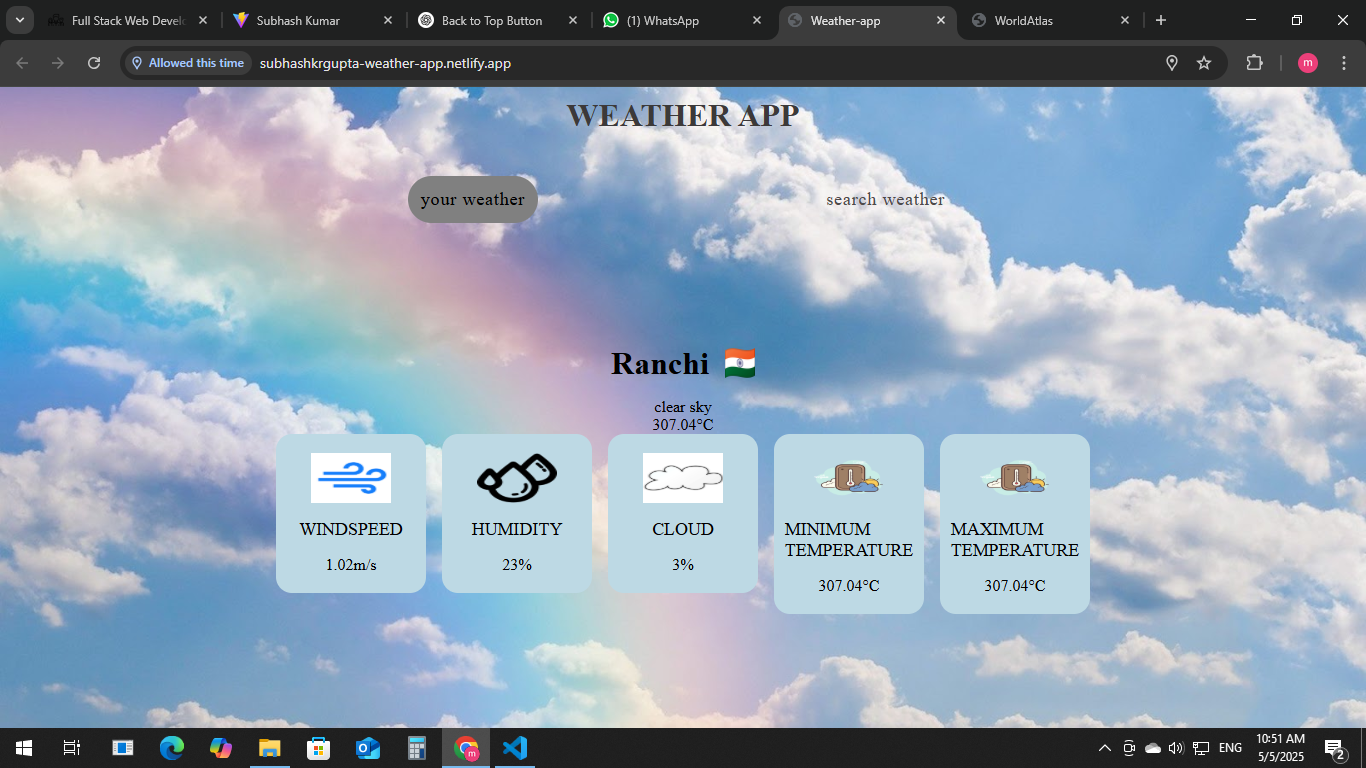 Full Stack Web Devel
Subhash Kumar
Back to Top Button
(1) WhatsApp
Weather-app
WorldAtlas
Allowed this time
subhashkrgupta-weather-app.netlify.app
m
WEATHER APP
your weather
search weather
Ranchi
clear sky
307.04°C
WINDSPEED
1.02m/s
HUMIDITY
23%
CLOUD
3%
MINIMUM
TEMPERATURE
307.04°C
MAXIMUM
TEMPERATURE
307.04°C
m
ENG
10:51 AM
5/5/2025
2